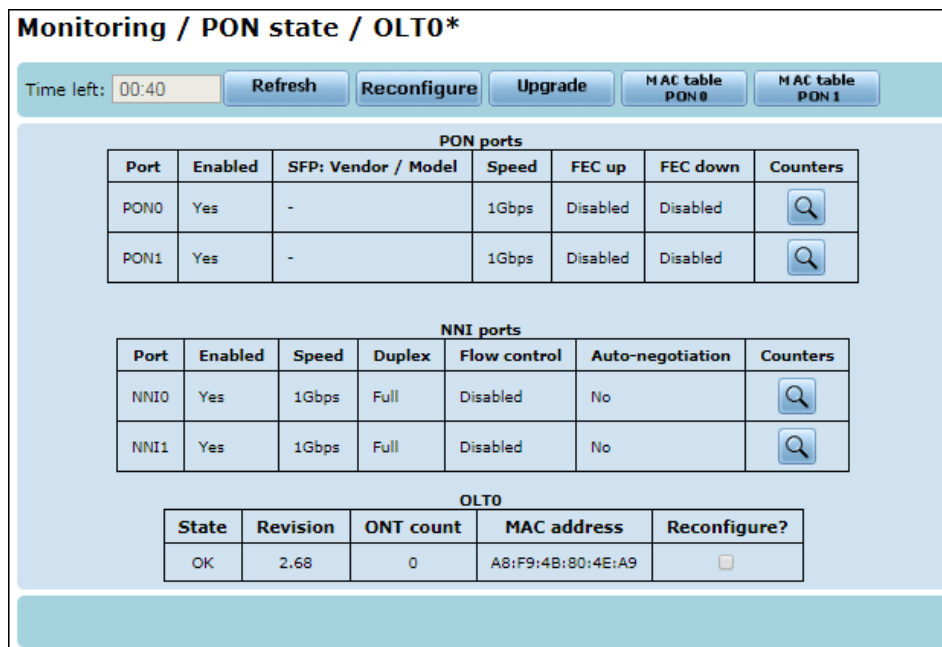 Monitoring / PON state / OLT0*
Time left: 00:40 Refresh Reconfigure Upgrade MAC table PON 0 MAC table PON 1
PON ports
Port Enabled SFP: Vendor / Model Speed FEC up FEC down Counters
PON0 Yes - 1Gbps Disabled Disabled
PON1 Yes - 1Gbps Disabled Disabled
NNI ports
Port Enabled Speed Duplex Flow control Auto-negotiation Counters
NNI0 Yes 1Gbps Full Disabled No
NNI1 Yes 1Gbps Full Disabled No
OLT0
State Revision ONT count MAC address Reconfigure?
OK 2.68 0 A8:F9:4B:80:4E:A9